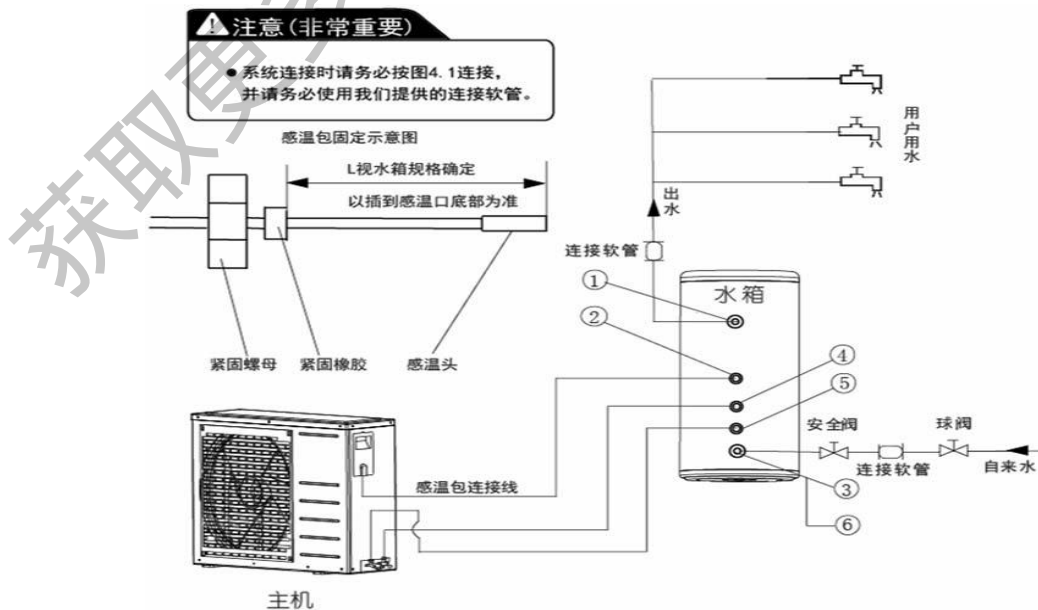 注意(非常重要)
●系统连接时请务必按图4.1连接，
并请务必使用我们提供的连接软管。
感温包固定示意图
L视水箱规格确定
以插到感温口底部为准
紧固螺母
紧固橡胶
感温头
用户用水
出水
连接软管
水箱
①
②
④
⑤
③
⑥
安全阀
球阀
连接软管
自来水
感温包连接线
主机
获取更多